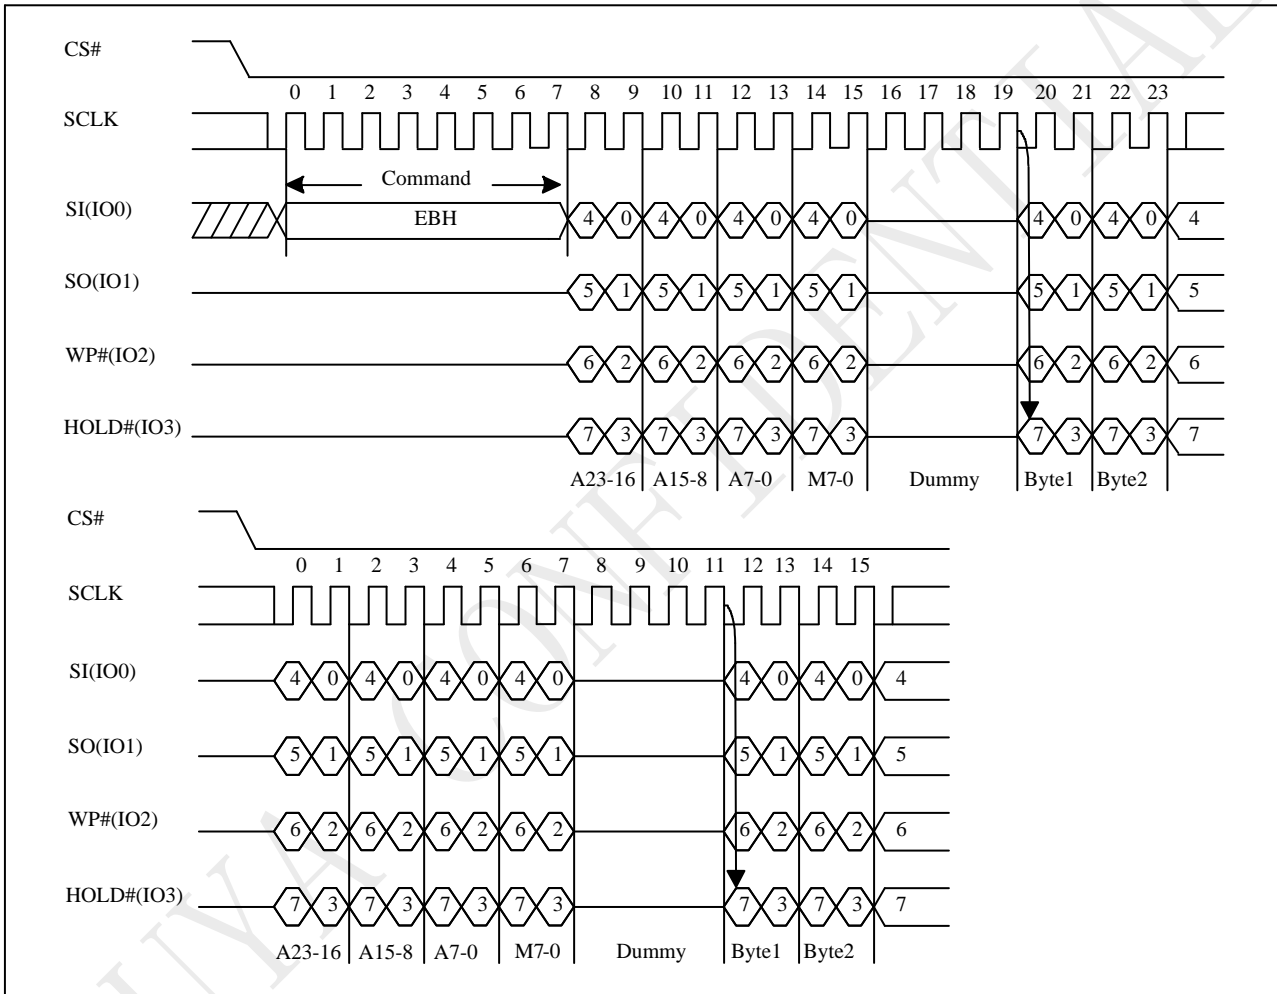 CS#
0 1 2 3 4 5 6 7 8 9 10 11 12 13 14 15 16 17 18 19 20 21 22 23
SCLK
Command
SI(IO0) EBH 4 0 4 0 4 0 4 0 4 0 4 0 4
SO(IO1) 5 1 5 1 5 1 5 1 5 1 5 1 5
WP#(IO2) 6 2 6 2 6 2 6 2 6 2 6 2 6
HOLD#(IO3) 7 3 7 3 7 3 7 3 7 3 7 3 7
A23-16 A15-8 A7-0 M7-0 Dummy Byte1 Byte2
CS#
0 1 2 3 4 5 6 7 8 9 10 11 12 13 14 15
SCLK
SI(IO0) 4 0 4 0 4 0 4 0 4 0 4 0 4
SO(IO1) 5 1 5 1 5 1 5 1 5 1 5 1 5
WP#(IO2) 6 2 6 2 6 2 6 2 6 2 6 2 6
HOLD#(IO3) 7 3 7 3 7 3 7 3 7 3 7 3 7
A23-16 A15-8 A7-0 M7-0 Dummy Byte1 Byte2
UYA CONFIDENTIAL